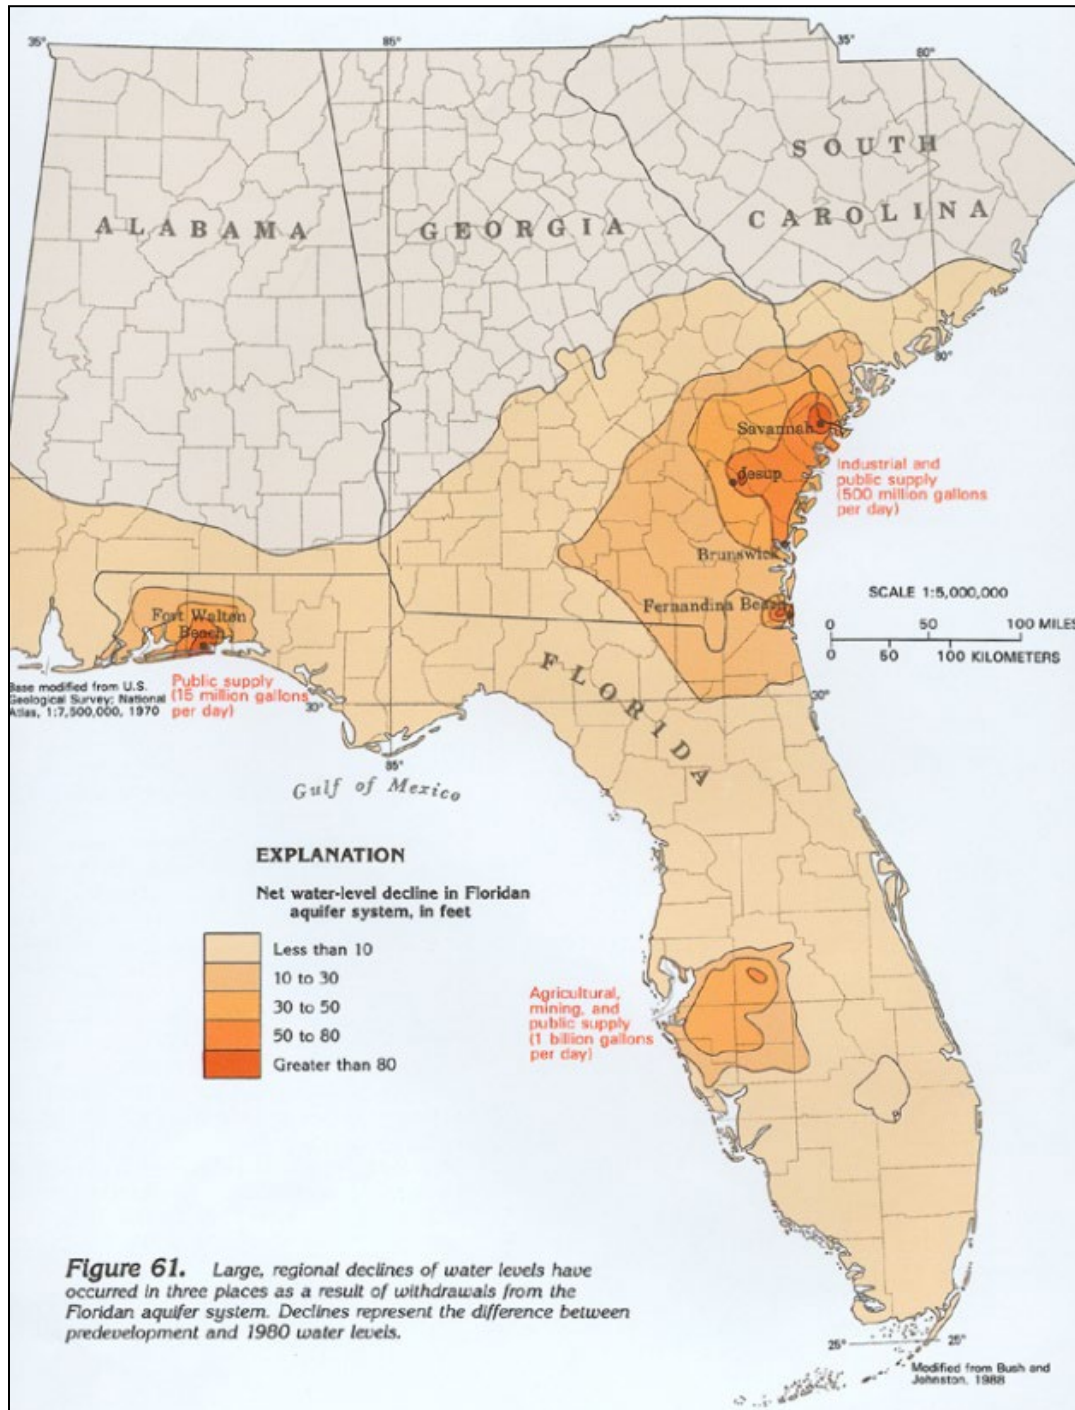 35°
85°
35°
80°
SOUTH
CAROLINA
ALABAMA
GEORGIA
80°
Savannah
Jesup
Industrial and
public supply
(500 million gallons
per day)
Brunswick
SCALE 1:5,000,000
Fernandina Beach
0 50 100 MILES
0 50 100 KILOMETERS
Fort Walton
Beach
Base modified from U.S.
Geological Survey; National
Atlas, 1:7,500,000, 1970
Public supply
(15 million gallons
per day)
30°
30°
FLORIDA
85°
Gulf of Mexico
EXPLANATION
Net water-level decline in Floridan
aquifer system, in feet
Less than 10
10 to 30
30 to 50
50 to 80
Greater than 80
Agricultural,
mining, and
public supply
(1 billion gallons
per day)
Figure 61. Large, regional declines of water levels have
occurred in three places as a result of withdrawals from the
Floridan aquifer system. Declines represent the difference between
predevelopment and 1980 water levels.
25°
25°
Modified from Bush and
Johnston, 1988